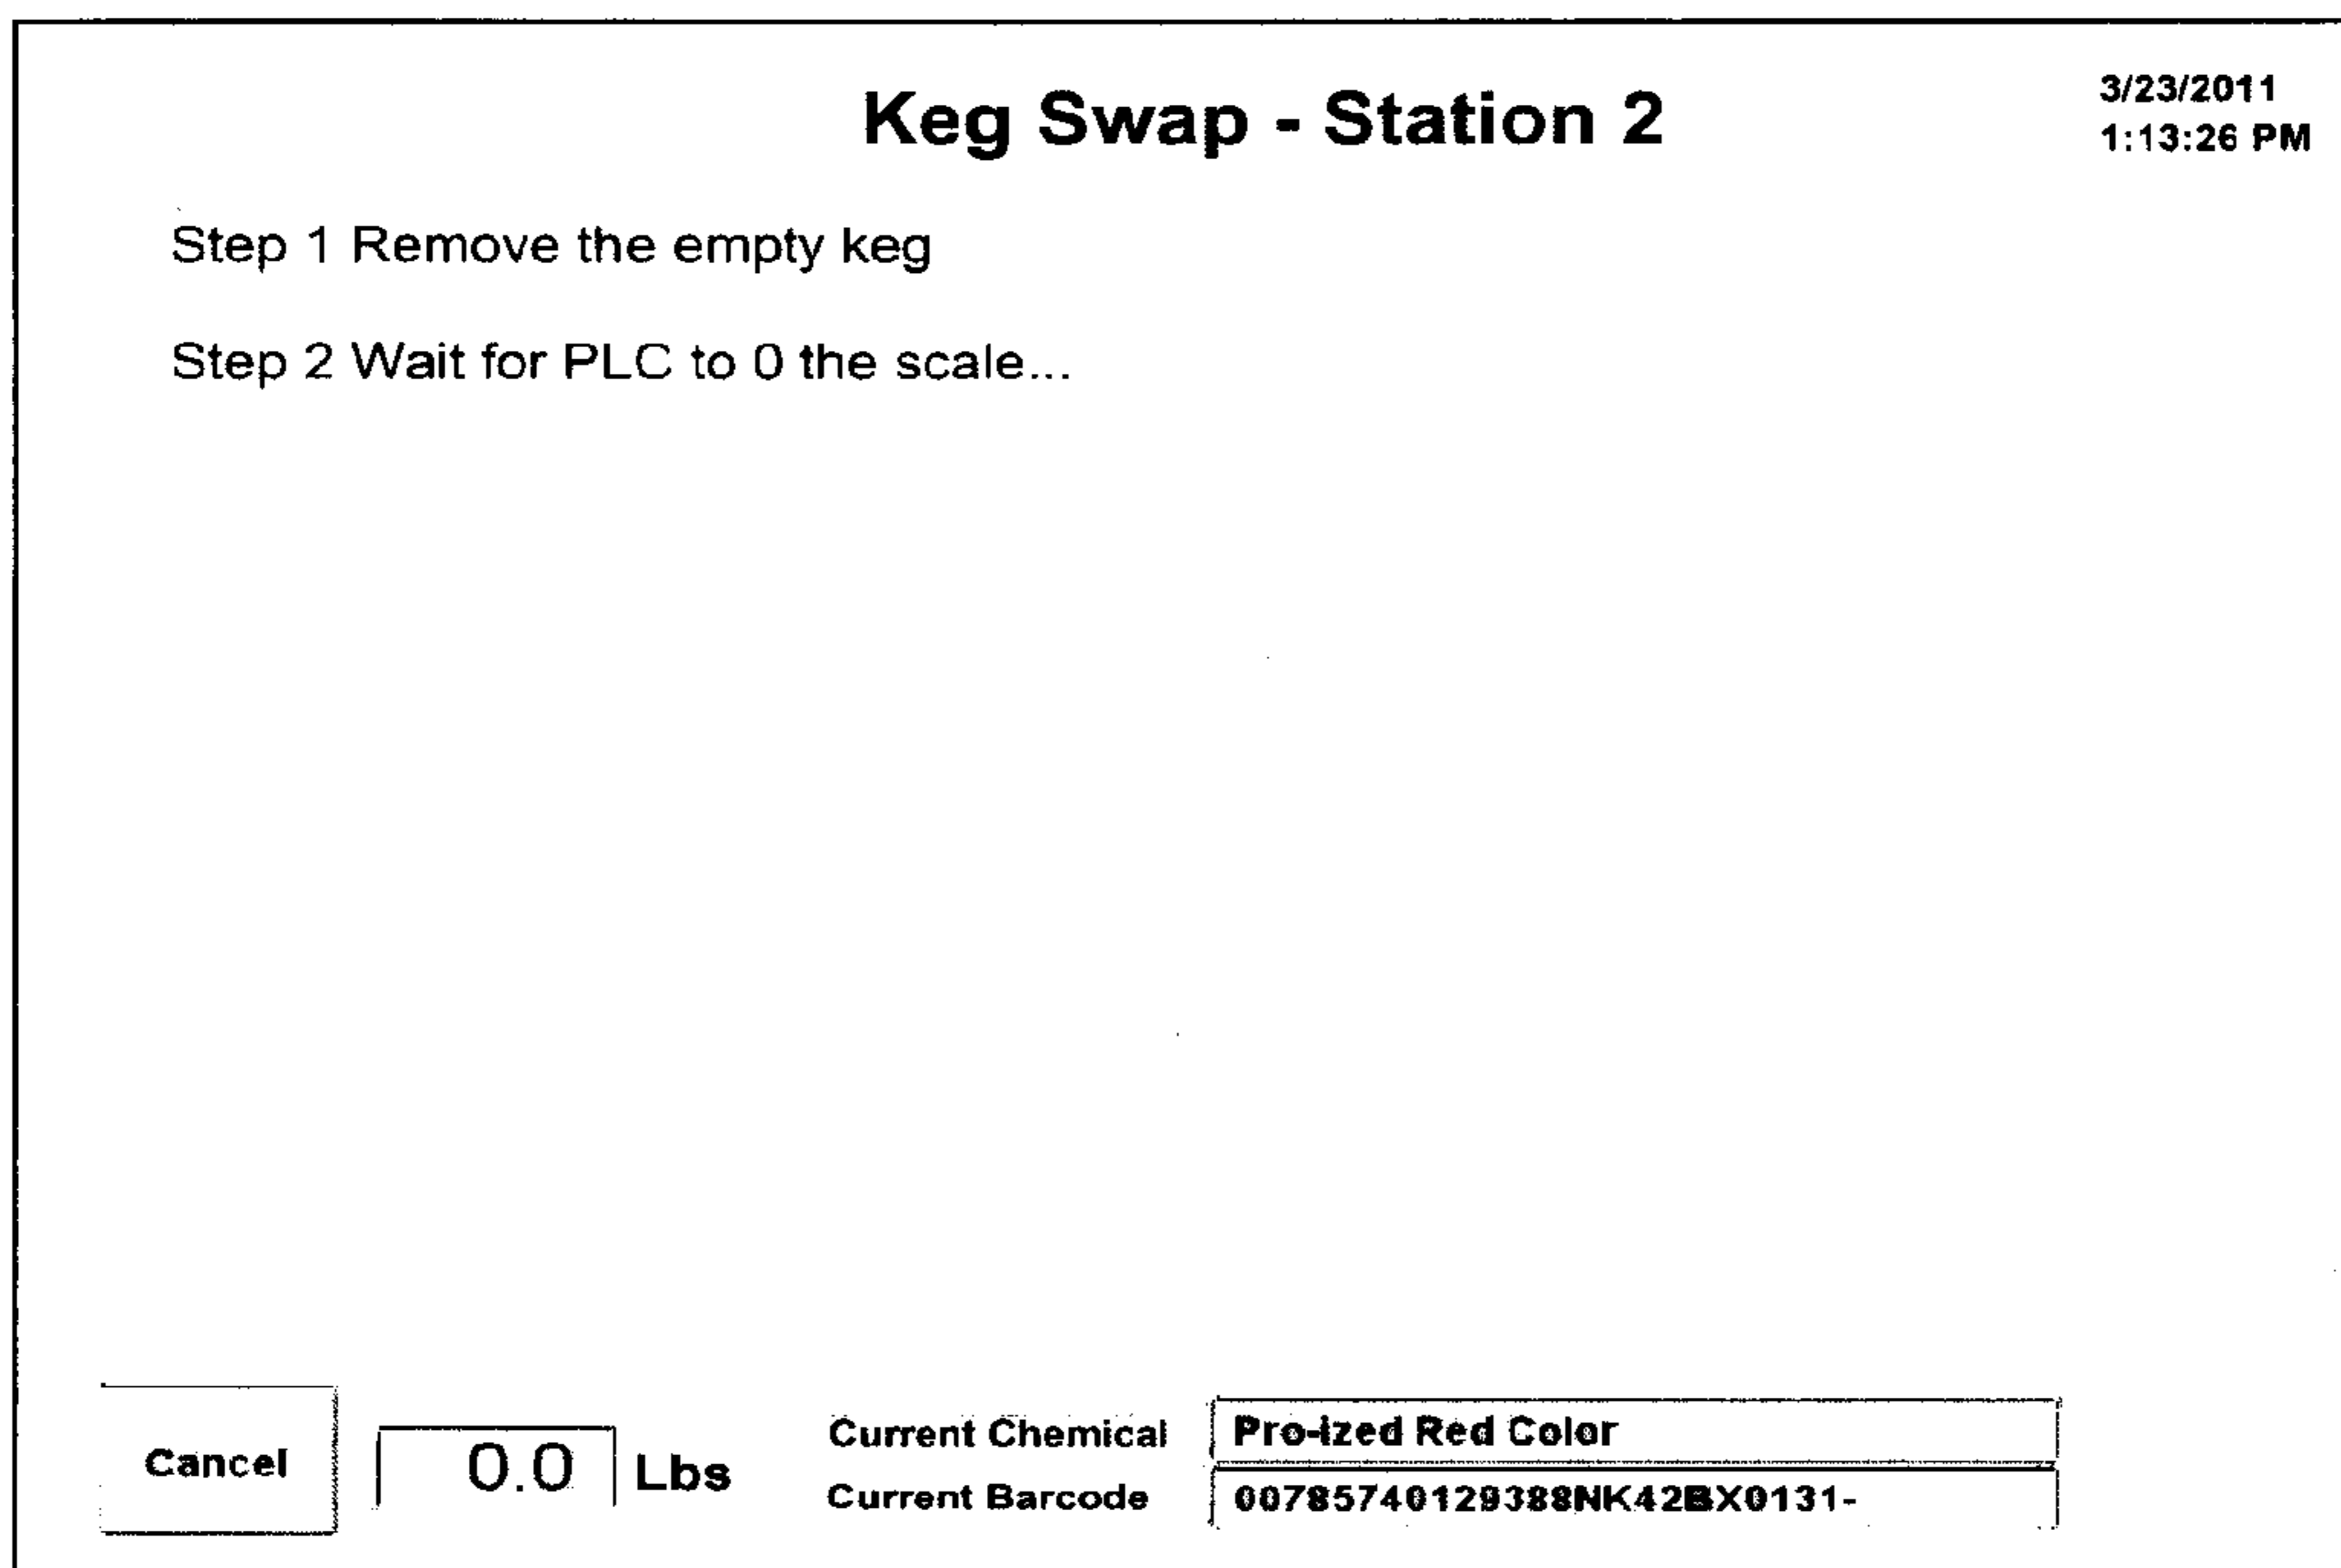 Keg Swap - Station 2
3/23/2011
1:13:26 PM
Step 1 Remove the empty keg
Step 2 Wait for PLC to 0 the scale...
Cancel
0.0 Lbs
Current Chemical Pro-ized Red Color
Current Barcode 00785740129388NK42BX0131-